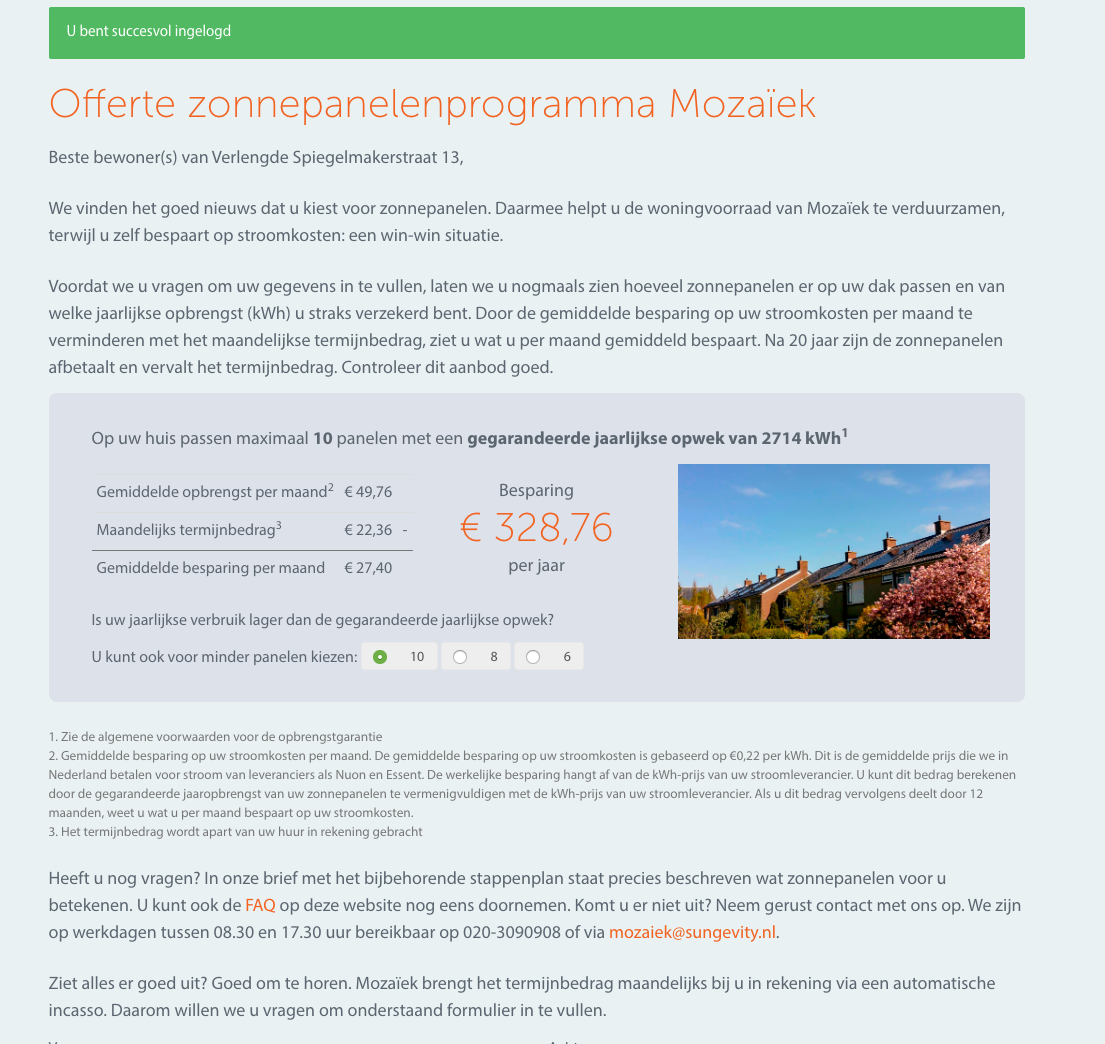 U bent succesvol ingelogd
Offerte zonnepanelenprogramma Mozaïek
Beste bewoner(s) van Verlengde Spiegelmakerstraat 13,
We vinden het goed nieuws dat u kiest voor zonnepanelen. Daarmee helpt u de woningvoorraad van Mozaïek te verduurzamen,
terwijl u zelf bespaart op stroomkosten: een win-win situatie.
Voordat we u vragen om uw gegevens in te vullen, laten we u nogmaals zien hoeveel zonnepanelen er op uw dak passen en van
welke jaarlijkse opbrengst (kWh) u straks verzekerd bent. Door de gemiddelde besparing op uw stroomkosten per maand te
verminderen met het maandelijkse termijnbedrag, ziet u wat u per maand gemiddeld bespaart. Na 20 jaar zijn de zonnepanelen
afbetaalt en vervalt het termijnbedrag. Controleer dit aanbod goed.
Op uw huis passen maximaal 10 panelen met een gegarandeerde jaarlijkse opwek van 2714 kWh1
Gemiddelde opbrengst per maand2 € 49,76
Maandelijks termijnbedrag3 € 22,36 -
Gemiddelde besparing per maand € 27,40
Besparing
€ 328,76
per jaar
Is uw jaarlijkse verbruik lager dan de gegarandeerde jaarlijkse opwek?
U kunt ook voor minder panelen kiezen: 10 8 6
1. Zie de algemene voorwaarden voor de opbrengstgarantie
2. Gemiddelde besparing op uw stroomkosten per maand. De gemiddelde besparing op uw stroomkosten is gebaseerd op €0,22 per kWh. Dit is de gemiddelde prijs die we in
Nederland betalen voor stroom van leveranciers als Nuon en Essent. De werkelijke besparing hangt af van de kWh-prijs van uw stroomleverancier. U kunt dit bedrag berekenen
door de gegarandeerde jaaropbrengst van uw zonnepanelen te vermenigvuldigen met de kWh-prijs van uw stroomleverancier. Als u dit bedrag vervolgens deelt door 12
maanden, weet u wat u per maand bespaart op uw stroomkosten.
3. Het termijnbedrag wordt apart van uw huur in rekening gebracht
Heeft u nog vragen? In onze brief met het bijbehorende stappenplan staat precies beschreven wat zonnepanelen voor u
betekenen. U kunt ook de FAQ op deze website nog eens doornemen. Komt u er niet uit? Neem gerust contact met ons op. We zijn
op werkdagen tussen 08.30 en 17.30 uur bereikbaar op 020-3090908 of via mozaiek@sungevity.nl.
Ziet alles er goed uit? Goed om te horen. Mozaïek brengt het termijnbedrag maandelijks bij u in rekening via een automatische
incasso. Daarom willen we u vragen om onderstaand formulier in te vullen.